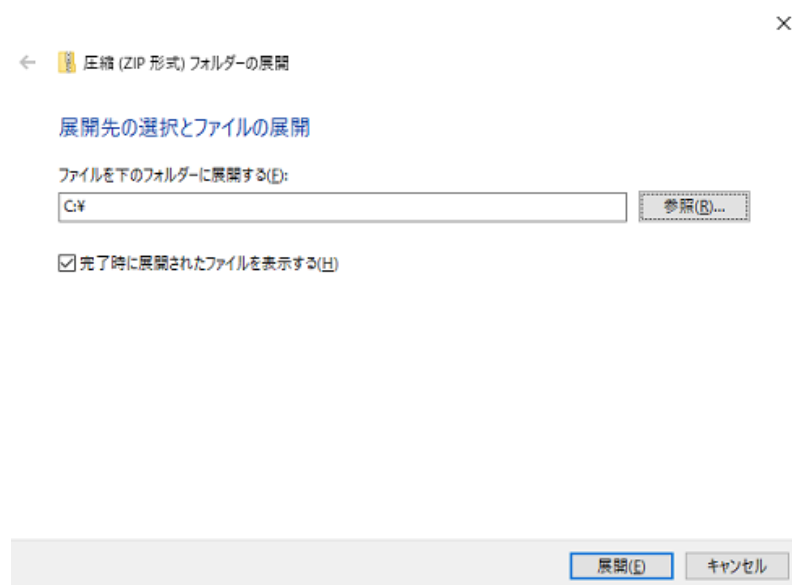 圧縮 (ZIP 形式) フォルダーの展開
展開先の選択とファイルの展開
ファイルを下のフォルダーに展開する(F):
C:¥
参照(R)...
完了時に展開されたファイルを表示する(H)
展開(E)
キャンセル